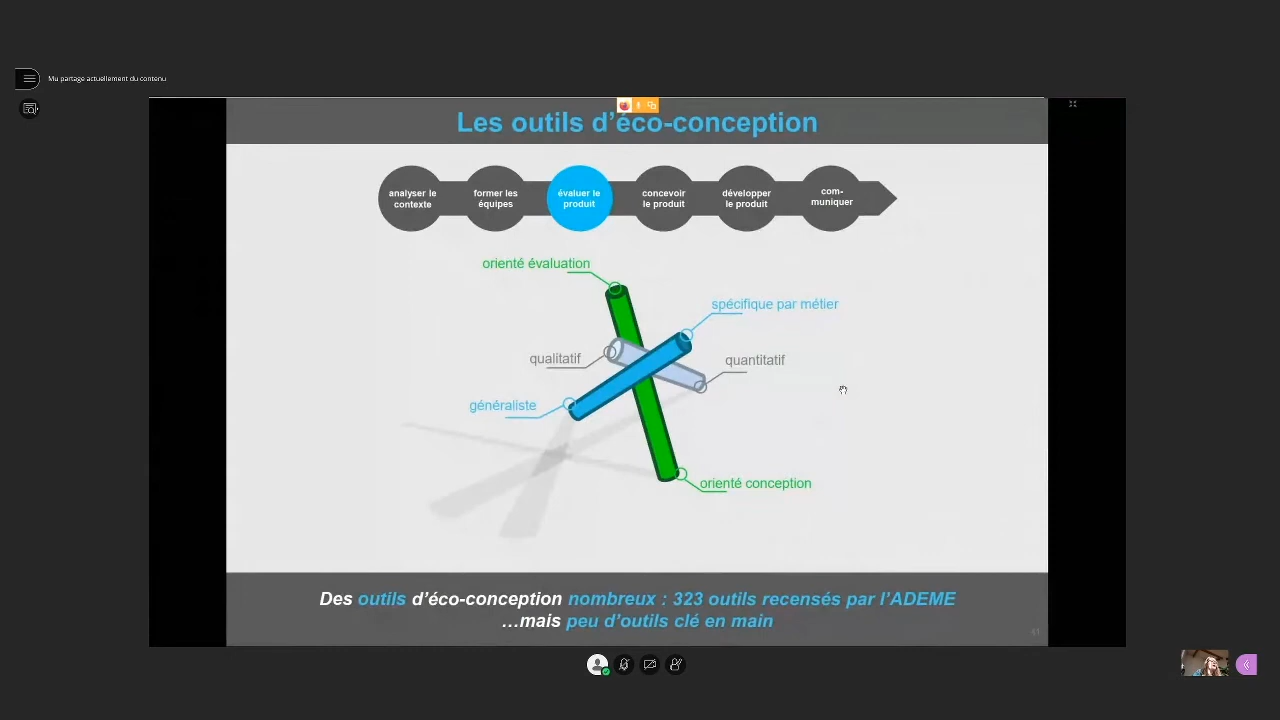 Mu partage actuellement du contenu
Les outils d'éco-conception
analyser le
contexte
former les
équipes
évaluer le
produit
concevoir
le produit
développer
le produit
com-
muniquer
orienté évaluation
spécifique par métier
qualitatif
quantitatif
généraliste
orienté conception
Des outils d'éco-conception nombreux : 323 outils recensés par l'ADEME
…mais peu d'outils clé en main